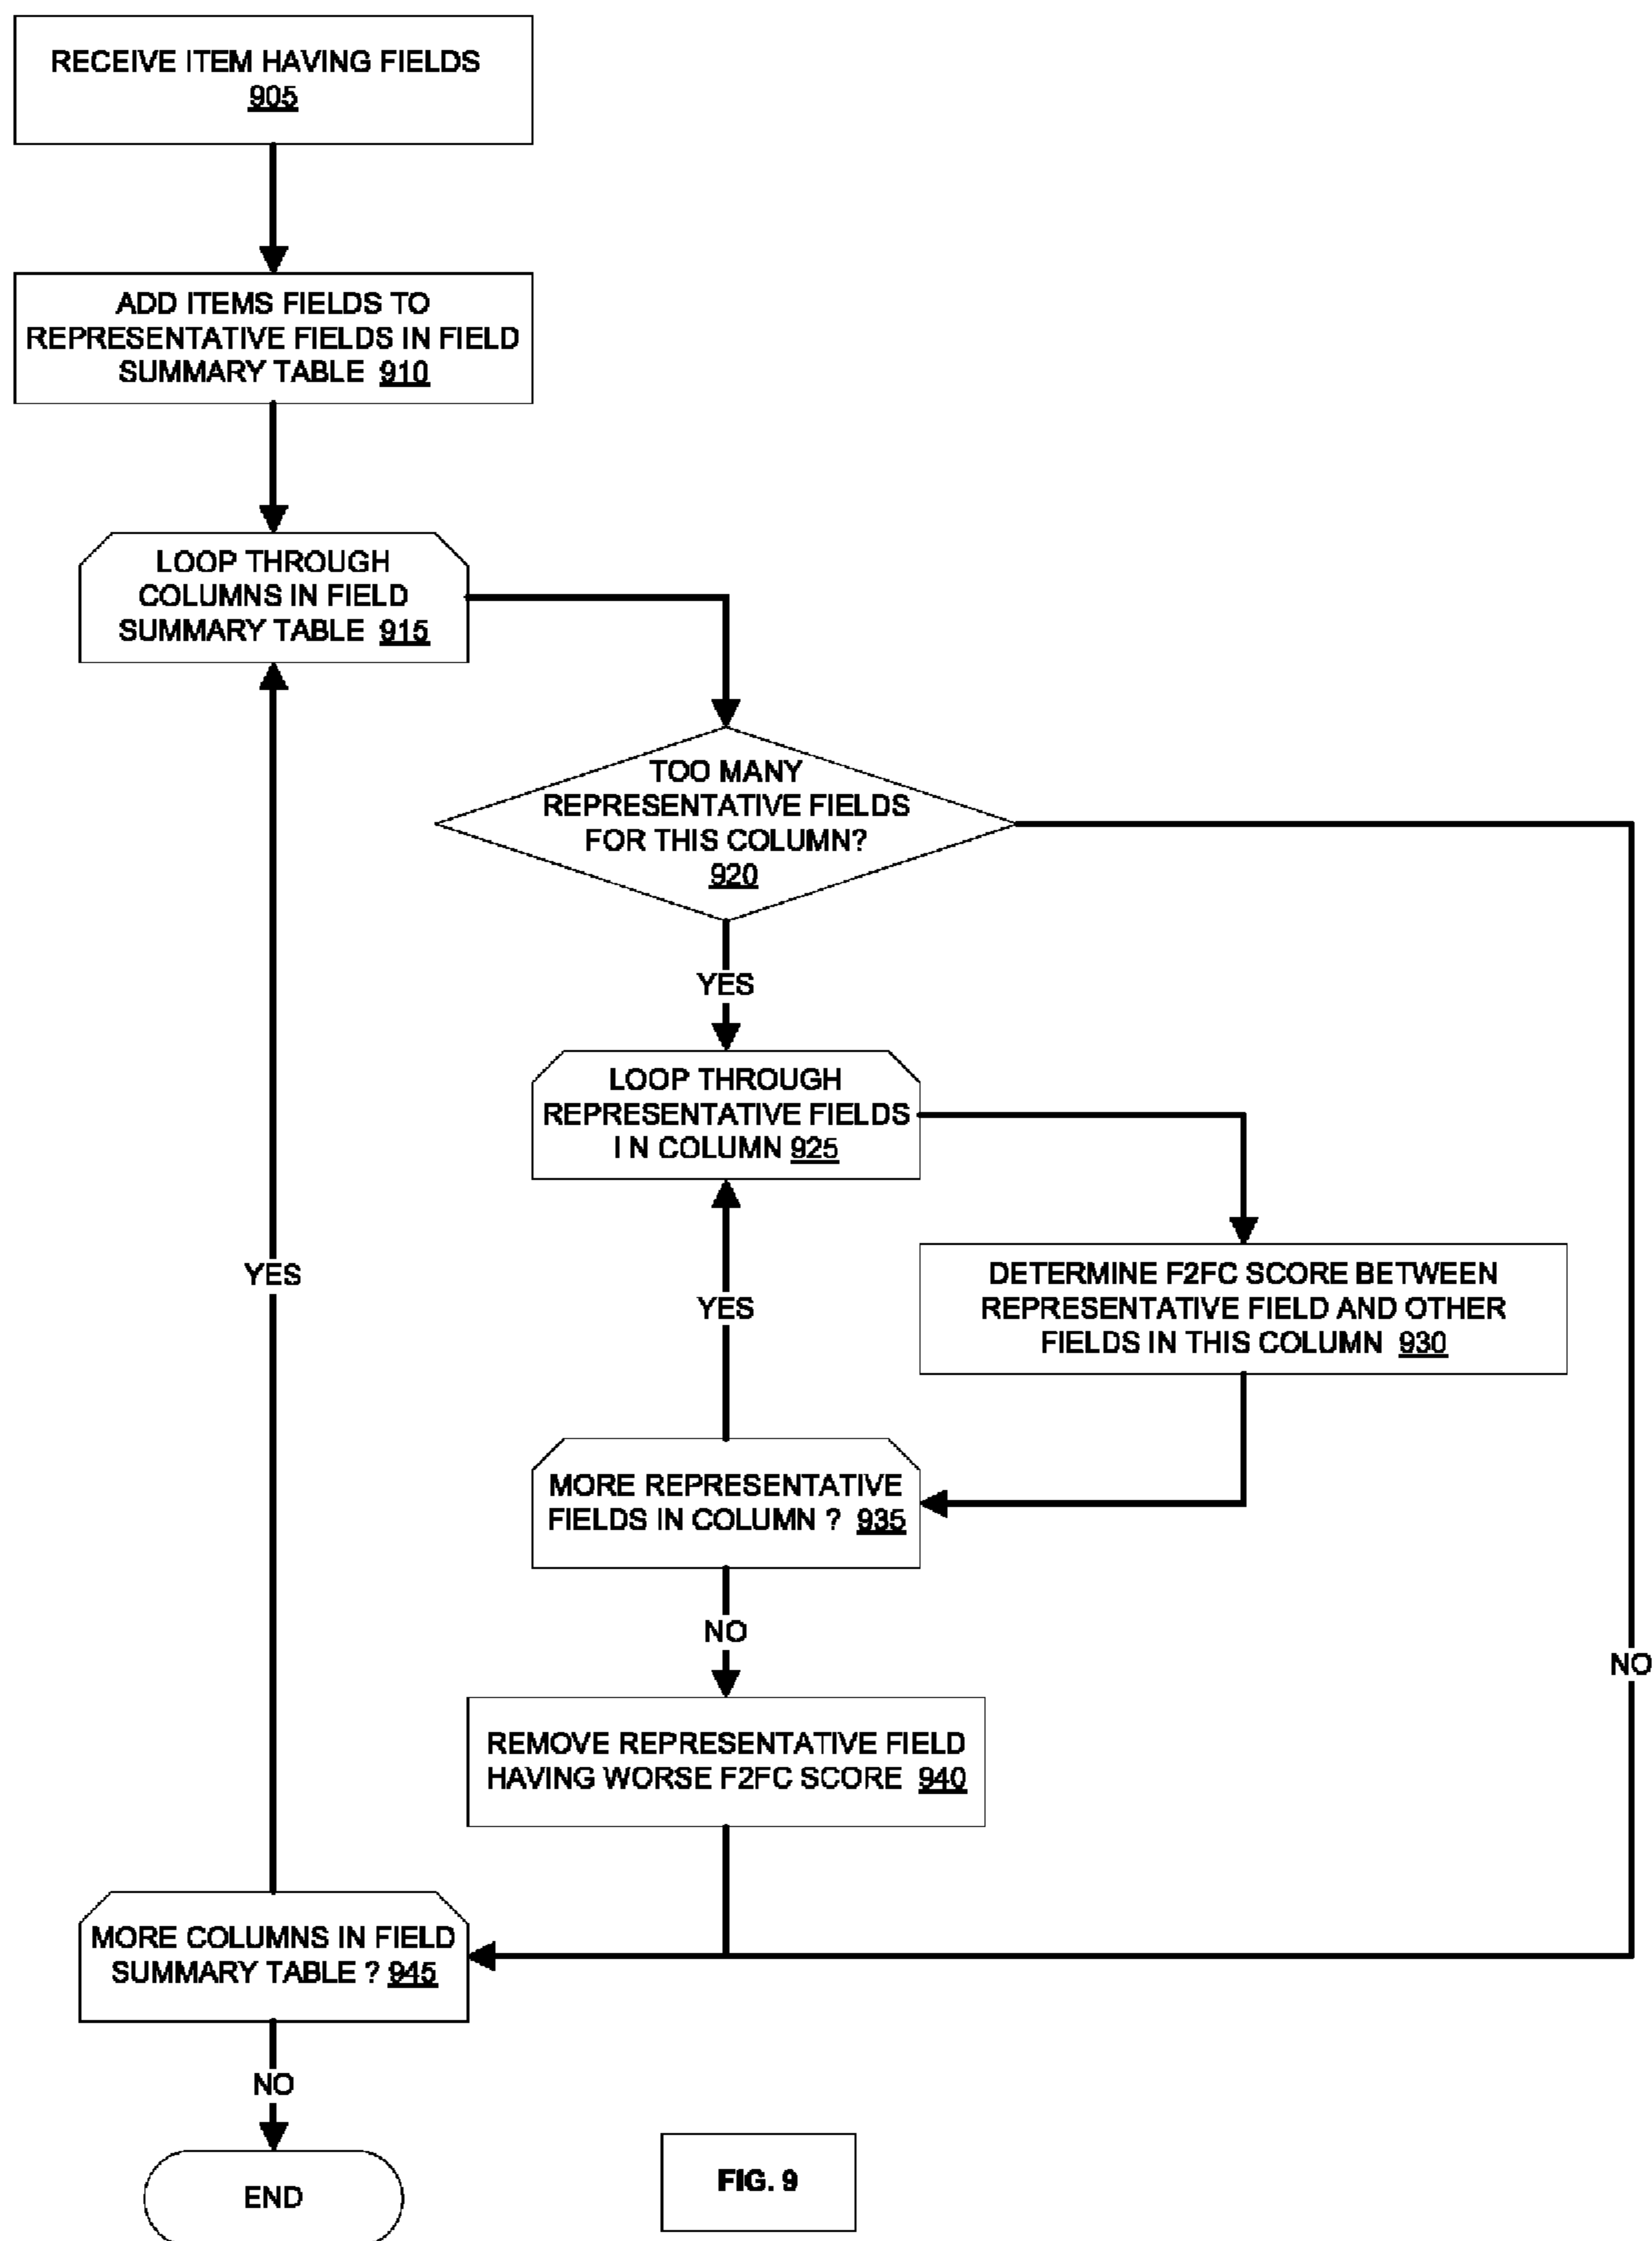 RECEIVE ITEM HAVING FIELDS
905
ADD ITEMS FIELDS TO
REPRESENTATIVE FIELDS IN FIELD
SUMMARY TABLE 910
LOOP THROUGH
COLUMNS IN FIELD
SUMMARY TABLE 915
TOO MANY
REPRESENTATIVE FIELDS
FOR THIS COLUMN?
920
YES
LOOP THROUGH
REPRESENTATIVE FIELDS
I N COLUMN 925
DETERMINE F2FC SCORE BETWEEN
REPRESENTATIVE FIELD AND OTHER
FIELDS IN THIS COLUMN 930
YES
YES
MORE REPRESENTATIVE
FIELDS IN COLUMN ? 935
NO
NO
REMOVE REPRESENTATIVE FIELD
HAVING WORSE F2FC SCORE 940
MORE COLUMNS IN FIELD
SUMMARY TABLE ? 945
NO
END
FIG. 9